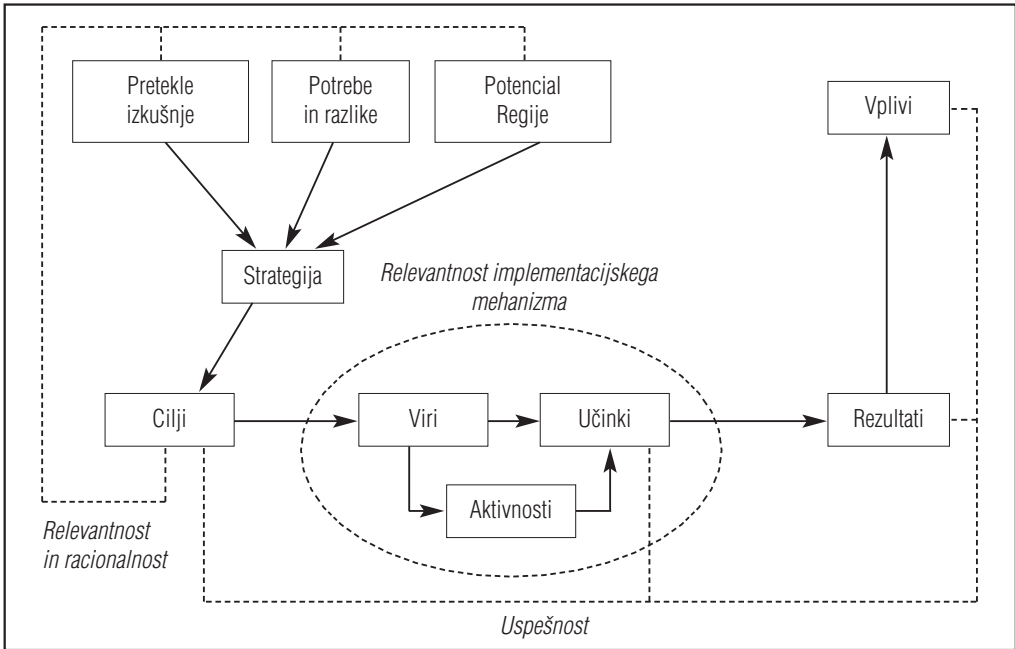 Pretekle
izkušnje
Potrebe
in razlike
Potencial
Regije
Vplivi
Strategija
Relevantnost implementacijskega
mehanizma
Cilji
Viri
Učinki
Rezultati
Aktivnosti
Relevantnost
in racionalnost
Uspešnost